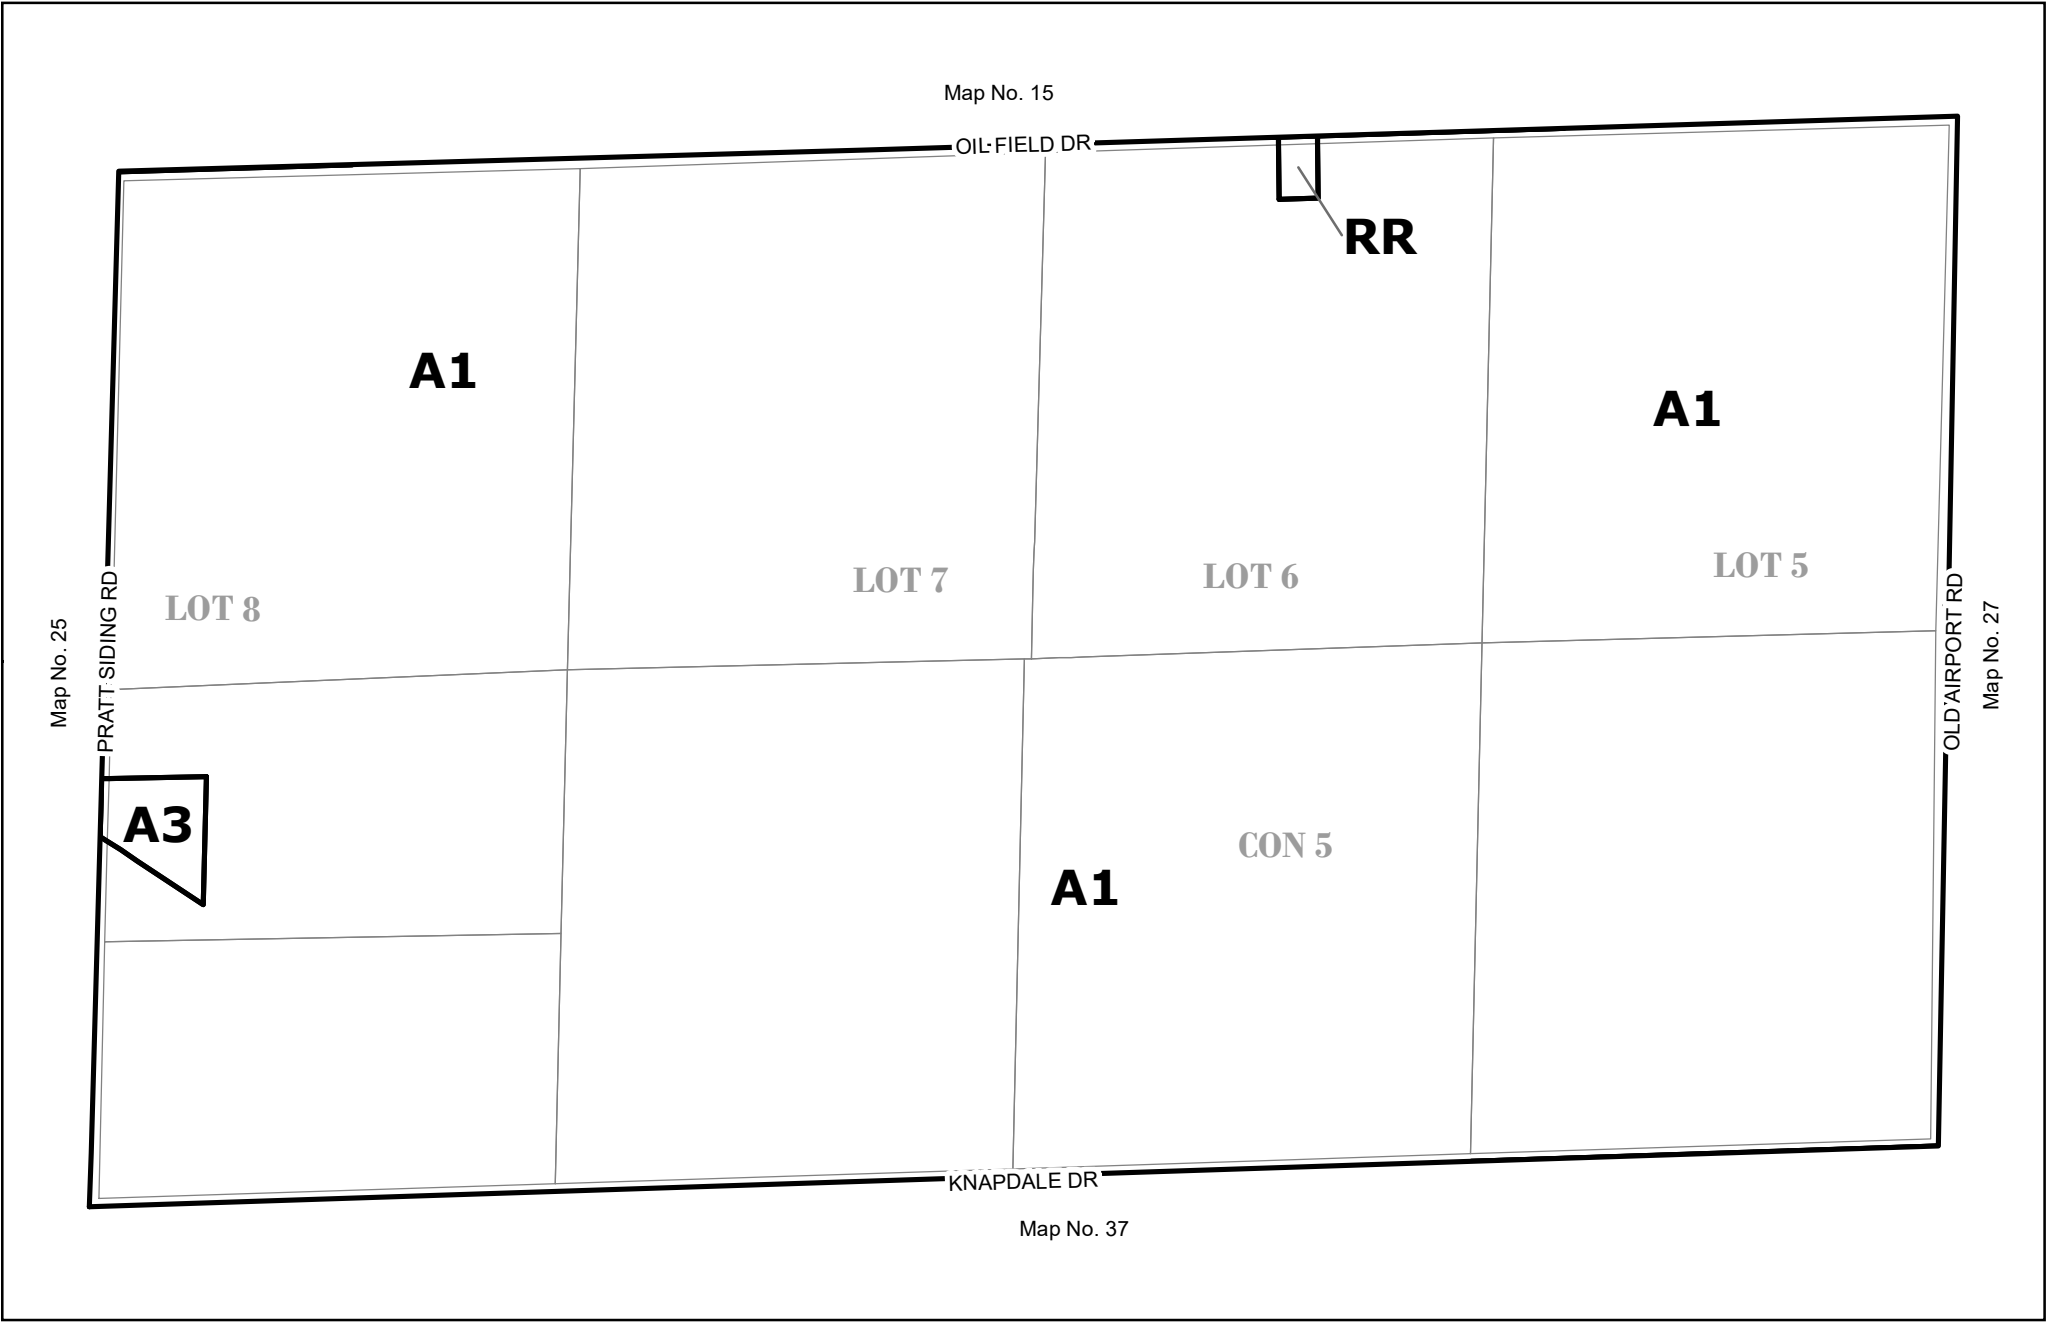 Map No. 15
OIL FIELD DR
RR
A1
A1
LOT 8
LOT 7
LOT 6
LOT 5
Map No. 25
PRATT SIDING RD
OLD AIRPORT RD
Map No. 27
A3
CON 5
A1
KNAPDALE DR
Map No. 37